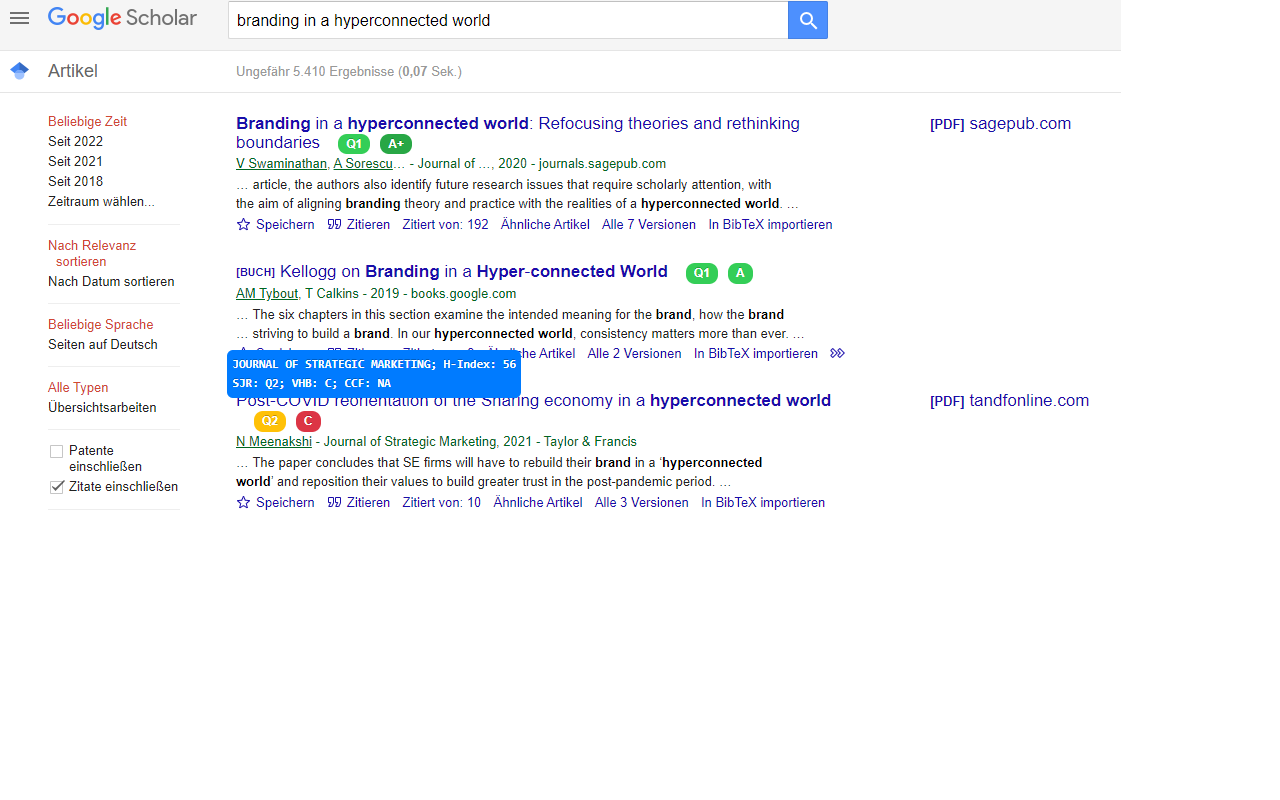 Google Scholar
branding in a hyperconnected world
Artikel
Ungefähr 5.410 Ergebnisse (0,07 Sek.)
Beliebige Zeit
Seit 2022
Seit 2021
Seit 2018
Zeitraum wählen...
Nach Relevanz
sortieren
Nach Datum sortieren
Beliebige Sprache
Seiten auf Deutsch
Alle Typen
Übersichtsarbeiten
Patente
einschließen
Zitate einschließen
Branding in a hyperconnected world: Refocusing theories and rethinking
boundaries Q1 A+
V Swaminathan, A Sorescu… - Journal of …, 2020 - journals.sagepub.com
… article, the authors also identify future research issues that require scholarly attention, with
the aim of aligning branding theory and practice with the realities of a hyperconnected world. …
Speichern Zitieren Zitiert von: 192 Ähnliche Artikel Alle 7 Versionen In BibTeX importieren
[PDF] sagepub.com
[BUCH] Kellogg on Branding in a Hyper-connected World Q1 A
AM Tybout, T Calkins - 2019 - books.google.com
… The six chapters in this section examine the intended meaning for the brand, how the brand
… striving to build a brand. In our hyperconnected world, consistency matters more than ever. …
Artikel Alle 2 Versionen In BibTeX importieren
JOURNAL OF STRATEGIC MARKETING; H-Index: 56
SJR: Q2; VHB: C; CCF: NA
Post-COVID reorientation of the Sharing economy in a hyperconnected world
Q2 C
N Meenakshi - Journal of Strategic Marketing, 2021 - Taylor & Francis
… The paper concludes that SE firms will have to rebuild their brand in a ‘hyperconnected
world’ and reposition their values to build greater trust in the post-pandemic period. …
Speichern Zitieren Zitiert von: 10 Ähnliche Artikel Alle 3 Versionen In BibTeX importieren
[PDF] tandfonline.com